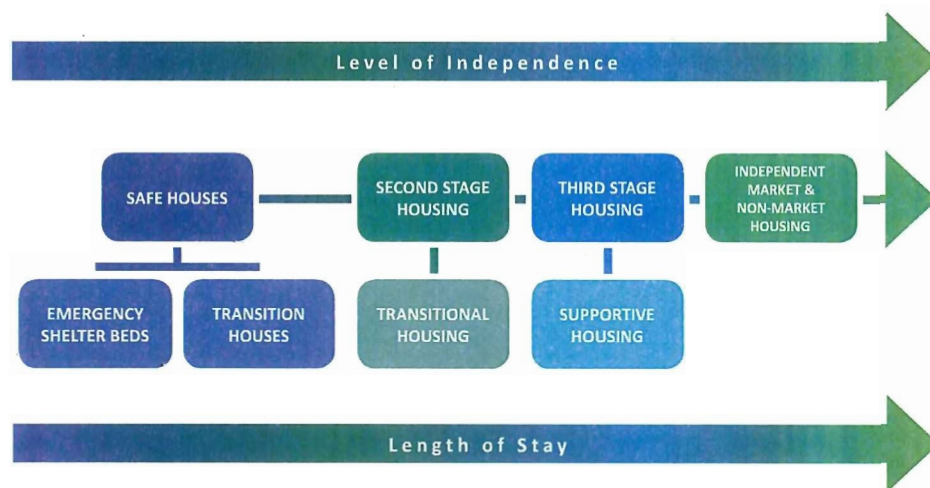 Level of Independence
SAFE HOUSES
SECOND STAGE
HOUSING
THIRD STAGE
HOUSING
INDEPENDENT
MARKET &
NON-MARKET
HOUSING
EMERGENCY
SHELTER BEDS
TRANSITION
HOUSES
TRANSITIONAL
HOUSING
SUPPORTIVE
HOUSING
Length of Stay